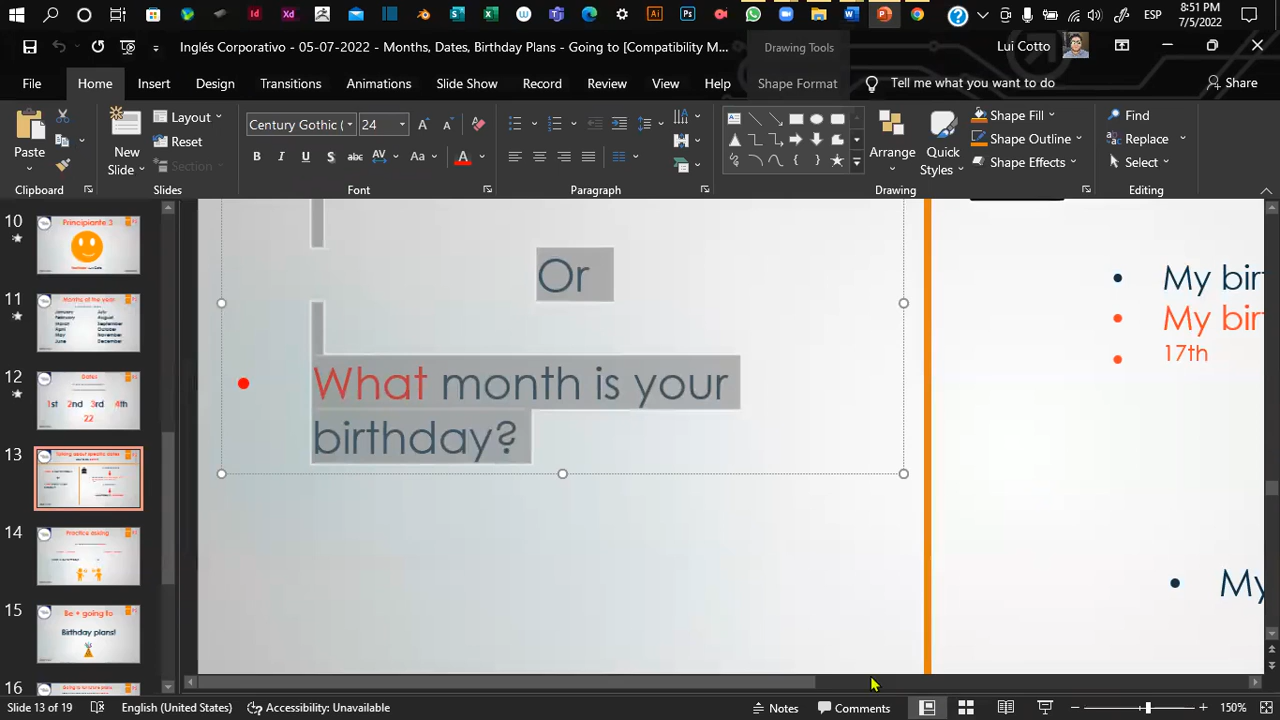 8:51 PM
ESP
7/5/2022
Inglés Corporativo - 05-07-2022 - Months, Dates, Birthday Plans - Going to [Compatibility M...
Drawing Tools
Lui Cotto
File
Home
Insert
Design
Transitions
Animations
Slide Show
Record
Review
View
Help
Shape Format
Tell me what you want to do
Share
Paste
New
Slide
Layout
Reset
Section
Century Gothic (
24
Arrange
Quick
Styles
Shape Fill
Shape Outline
Shape Effects
Find
Replace
Select
Clipboard
Slides
Font
Paragraph
Drawing
Editing
10
Principiante 3
11
Months of the year
January
February
March
April
May
June
July
August
September
October
November
December
12
Dates
1st 2nd 3rd 4th
22
13
Talking about specific dates
14
Practice asking
15
Be + going to
Birthday plans!
16
Or
What month is your
birthday?
My bir
My bir
17th
My
Slide 13 of 19
English (United States)
Accessibility: Unavailable
Notes
Comments
150%